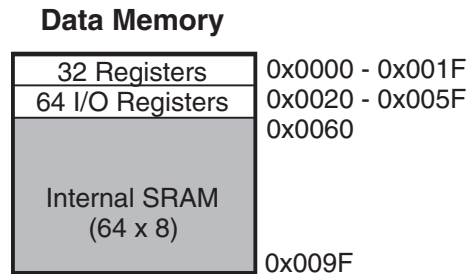 Data Memory
32 Registers 0x0000 - 0x001F
64 I/O Registers 0x0020 - 0x005F
0x0060
Internal SRAM
(64 x 8)
0x009F